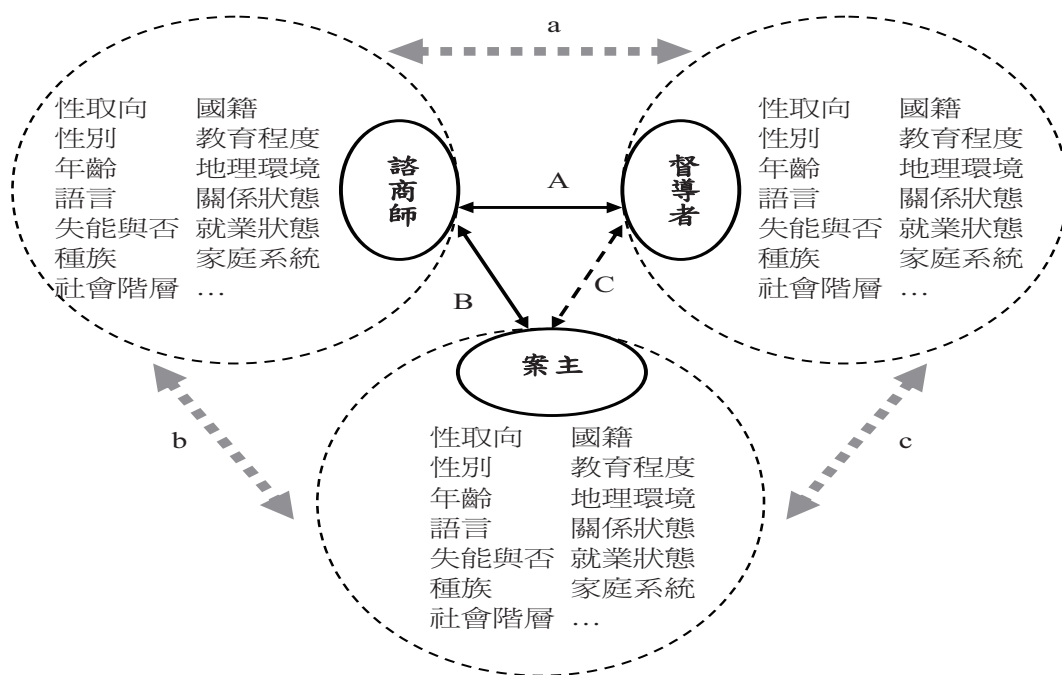 a
性取向 國籍
性別 教育程度
年齡 地理環境
語言 關係狀態
失能與否 就業狀態
種族 家庭系統
社會階層 …
諮商師
A
督導者
性取向 國籍
性別 教育程度
年齡 地理環境
語言 關係狀態
失能與否 就業狀態
種族 家庭系統
社會階層 …
B
C
案主
b
c
性取向 國籍
性別 教育程度
年齡 地理環境
語言 關係狀態
失能與否 就業狀態
種族 家庭系統
社會階層 …